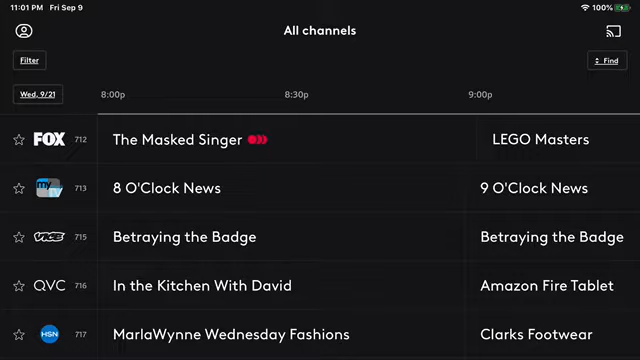 11:01 PM Fri Sep 9 100%
All channels
Filter Find
Wed, 9/21 8:00p 8:30p 9:00p
FOX 712 The Masked Singer LEGO Masters
my tv 713 8 O'Clock News 9 O'Clock News
VICE 715 Betraying the Badge Betraying the Badge
QVC 716 In the Kitchen With David Amazon Fire Tablet
HSN 717 MarlaWynne Wednesday Fashions Clarks Footwear